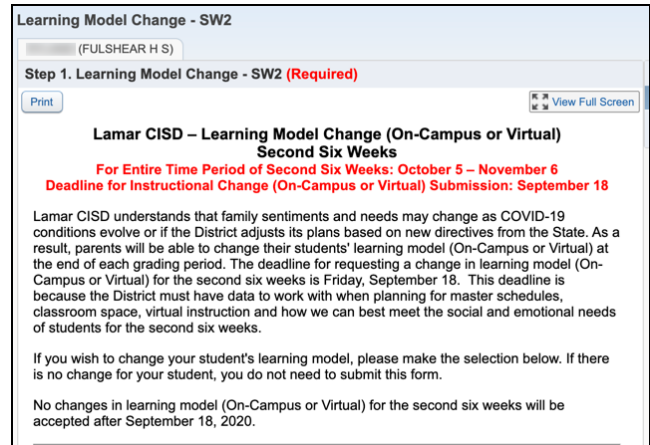 Learning Model Change - SW2
(FULSHEAR H S)
Step 1. Learning Model Change - SW2 (Required)
Print
View Full Screen
Lamar CISD – Learning Model Change (On-Campus or Virtual)
Second Six Weeks
For Entire Time Period of Second Six Weeks: October 5 – November 6
Deadline for Instructional Change (On-Campus or Virtual) Submission: September 18
Lamar CISD understands that family sentiments and needs may change as COVID-19
conditions evolve or if the District adjusts its plans based on new directives from the State. As a
result, parents will be able to change their students' learning model (On-Campus or Virtual) at
the end of each grading period. The deadline for requesting a change in learning model (On-
Campus or Virtual) for the second six weeks is Friday, September 18.  This deadline is
because the District must have data to work with when planning for master schedules,
classroom space, virtual instruction and how we can best meet the social and emotional needs
of students for the second six weeks.
If you wish to change your student's learning model, please make the selection below. If there
is no change for your student, you do not need to submit this form.
No changes in learning model (On-Campus or Virtual) for the second six weeks will be
accepted after September 18, 2020.